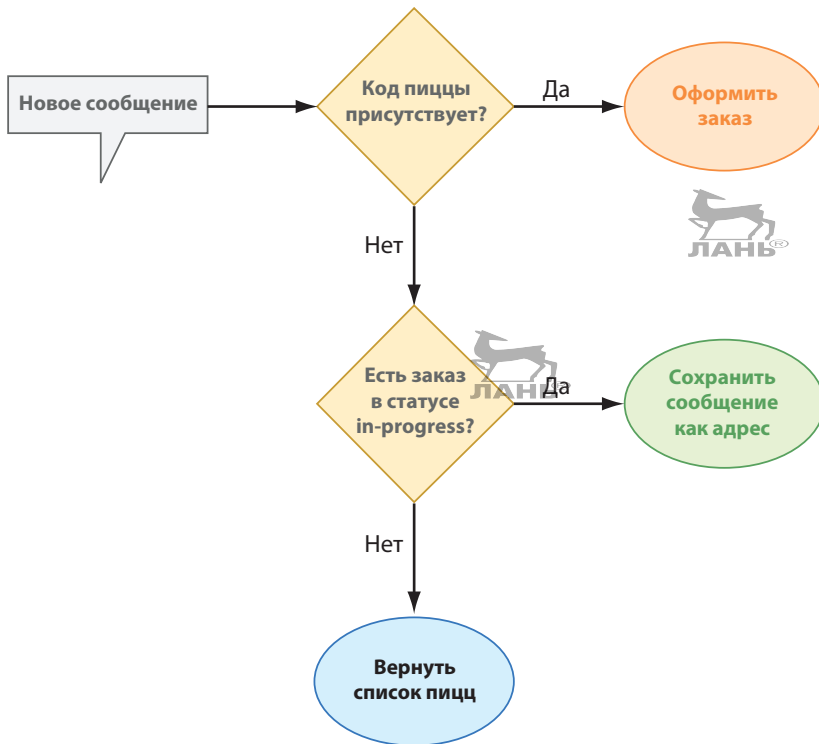 Новое сообщение
Код пиццы
присутствует?
Да
Оформить
заказ
ЛАНЬ®
Нет
Есть заказ
в статусе
in-progress?
ЛАНЬ®
Да
Сохранить
сообщение
как адрес
Нет
Вернуть
список пицц